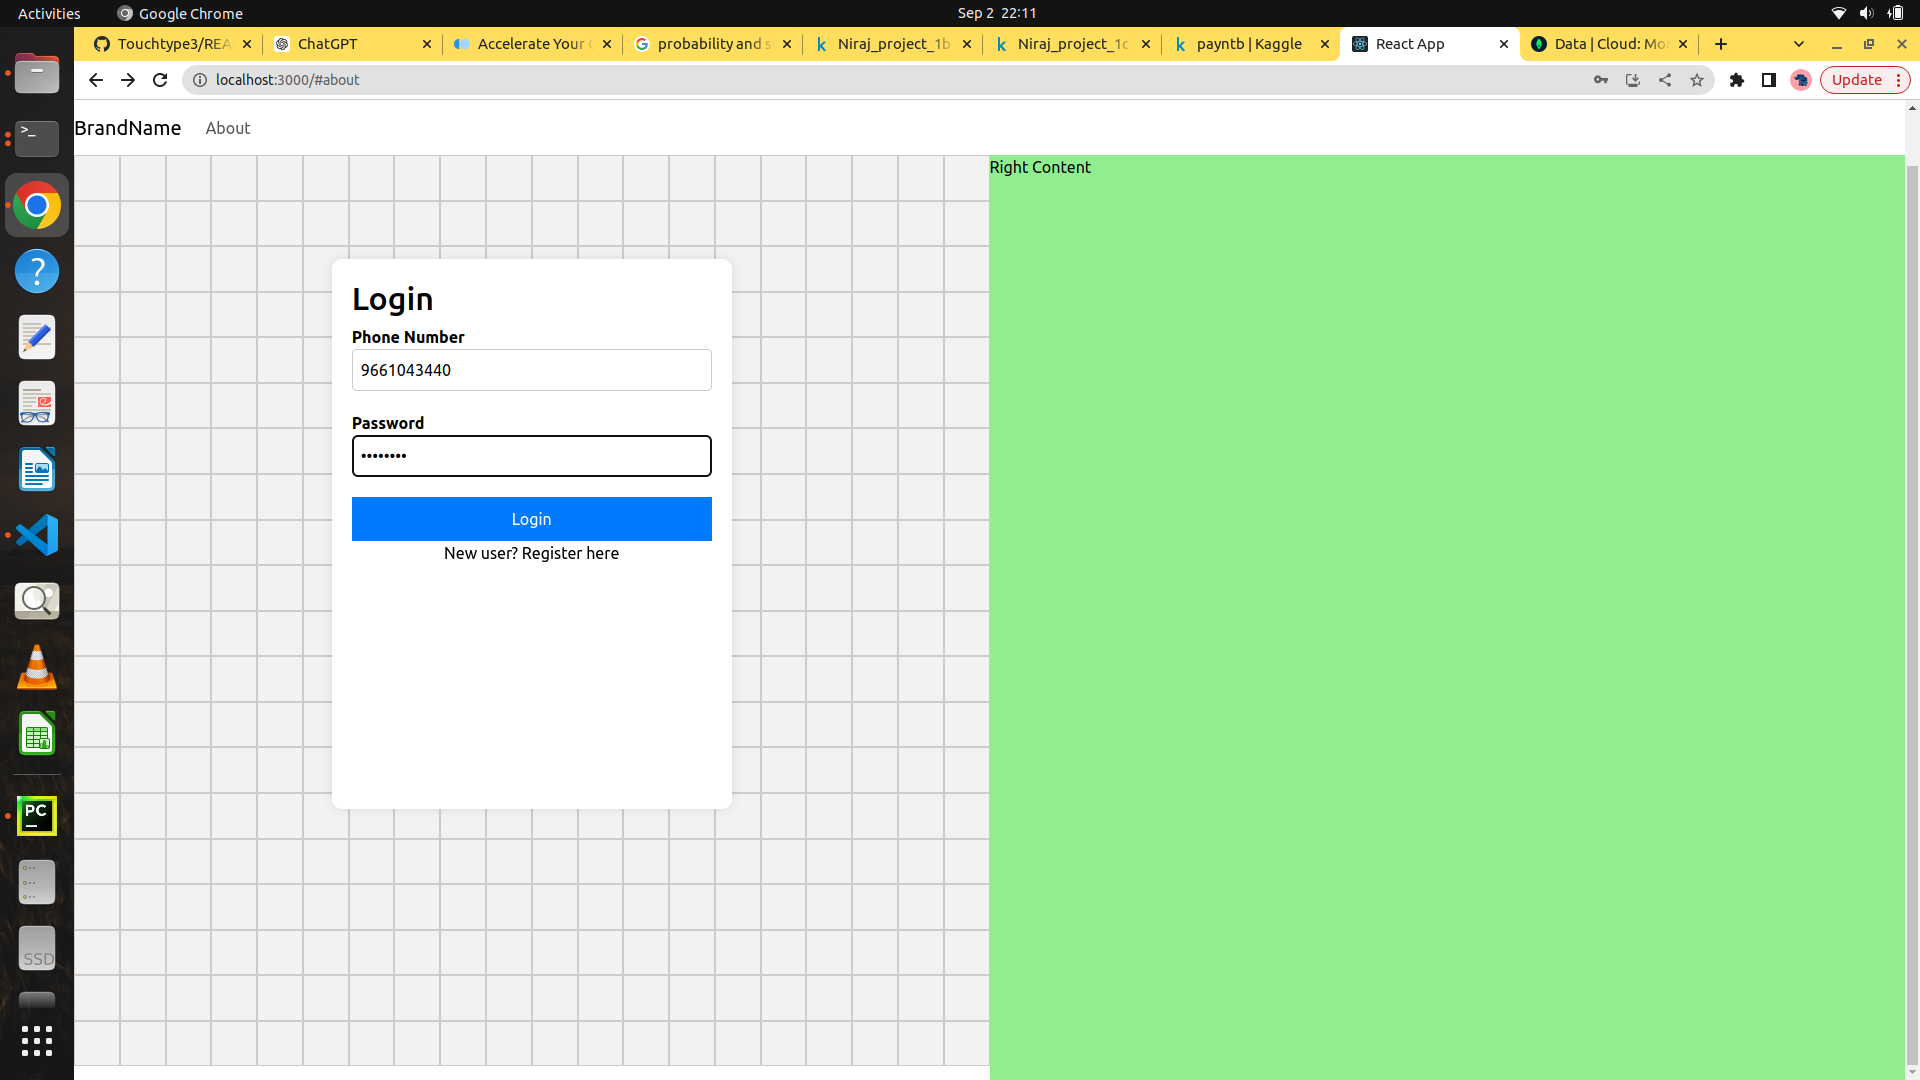 Activities
Google Chrome
Sep 2 22:11
Touchtype3/REA
ChatGPT
Accelerate Your
probability and s
Niraj_project_1b
Niraj_project_1c
payntb | Kaggle
React App
Data | Cloud: Mo
localhost:3000/#about
Update
BrandName
About
Right Content
Login
Phone Number
9661043440
Password
••••••••
Login
New user? Register here
>_
?
PC
SSD